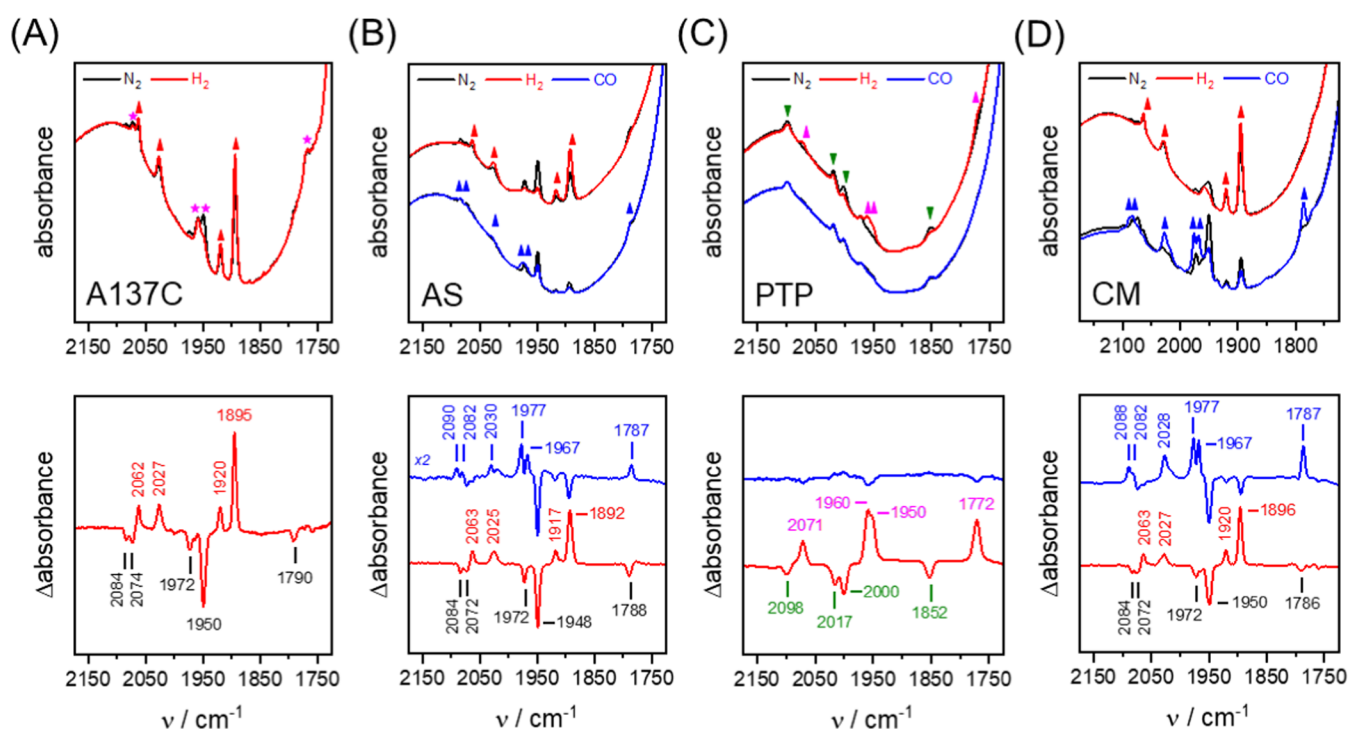 (A)
(B)
(C)
(D)
N2 H2
N2 H2 CO
N2 H2 CO
N2 H2 CO
absorbance
absorbance
absorbance
absorbance
A137C
AS
PTP
CM
2150 2050 1950 1850 1750
2150 2050 1950 1850 1750
2150 2050 1950 1850 1750
2100 2000 1900 1800
Δabsorbance
2062
2027
1920
1895
2084
2074
1972
1950
1790
2150 2050 1950 1850 1750
ν / cm-1
Δabsorbance
x2
2090
2082
2030
1977
1967
1787
2063
2025
1917
1892
2084
2072
1972
1948
1788
2150 2050 1950 1850 1750
ν / cm-1
Δabsorbance
2071
1960
1950
1772
2098
2017
2000
1852
2150 2050 1950 1850 1750
ν / cm-1
Δabsorbance
2088
2082
2028
1977
1967
1787
2063
2027
1920
1896
2084
2072
1972
1950
1786
2150 2050 1950 1850 1750
ν / cm-1